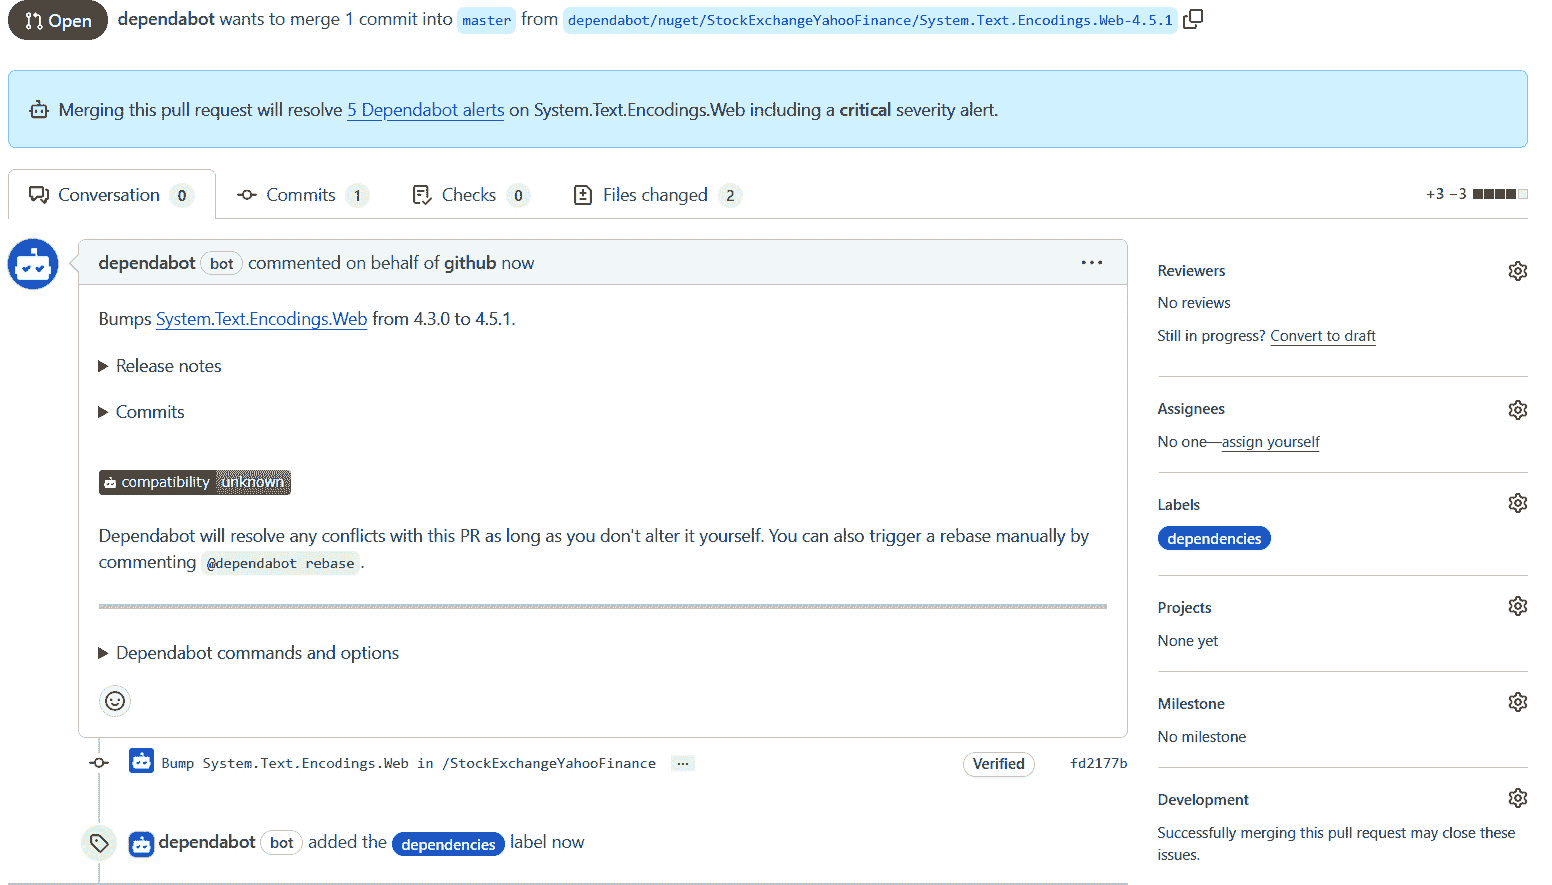 Open dependabot wants to merge 1 commit into master from dependabot/nuget/StockExchangeYahooFinance/System.Text.Encodings.Web-4.5.1
Merging this pull request will resolve 5 Dependabot alerts on System.Text.Encodings.Web including a critical severity alert.
Conversation 0 Commits 1 Checks 0 Files changed 2 +3 −3
dependabot bot commented on behalf of github now ···
Bumps System.Text.Encodings.Web from 4.3.0 to 4.5.1.
Release notes
Commits
compatibility unknown
Dependabot will resolve any conflicts with this PR as long as you don't alter it yourself. You can also trigger a rebase manually by
commenting @dependabot rebase .
Dependabot commands and options
Bump System.Text.Encodings.Web in /StockExchangeYahooFinance ... Verified fd2177b
dependabot bot added the dependencies label now
Reviewers
No reviews
Still in progress? Convert to draft
Assignees
No one—assign yourself
Labels
dependencies
Projects
None yet
Milestone
No milestone
Development
Successfully merging this pull request may close these
issues.